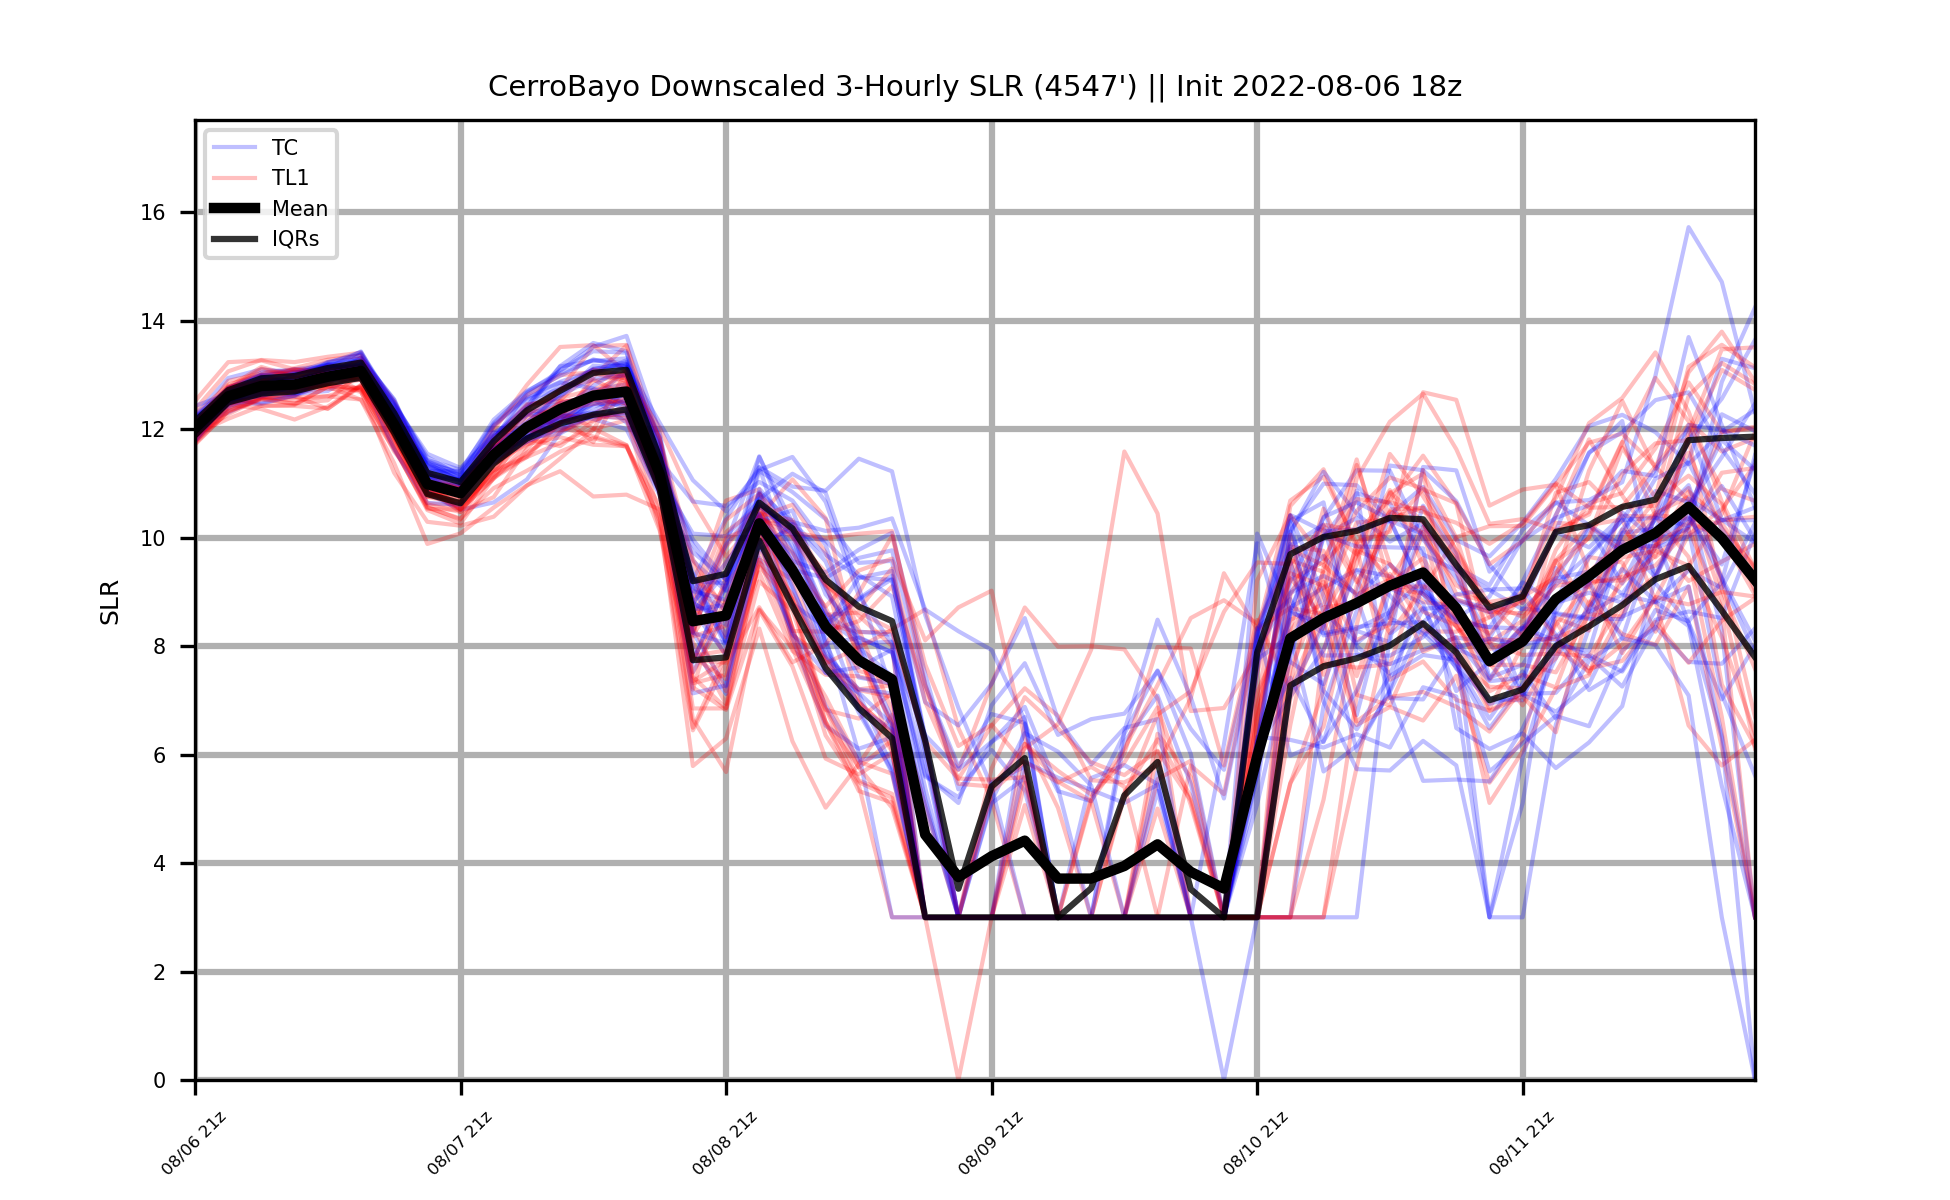 CerroBayo Downscaled 3-Hourly SLR (4547') || Init 2022-08-06 18z
TC
TL1
Mean
IQRs
16
14
12
10
8
6
4
2
0
SLR
08/06 21z
08/07 21z
08/08 21z
08/09 21z
08/10 21z
08/11 21z